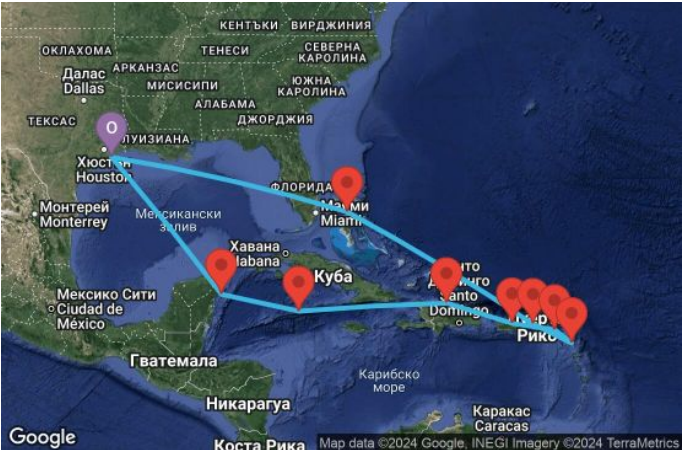 КЕНТЪКИ
ВИРДЖИНИЯ
ОКЛАХОМА
ТЕНЕСИ
СЕВЕРНА
КАРОЛИНА
Далас
Dallas
АРКАНЗАС
МИСИСИПИ
ЮЖНА
КАРОЛИНА
АЛАБАМА
ТЕКСАС
ДЖОРДЖИЯ
O
ЛУИЗИАНА
Хюстън
Houston
ФЛОРИДА
Монтерей
Monterrey
Мексикански
залив
Маями
Miami
Хавана
Habana
Куба
Santo
Domingo
Мексико Сити
Ciudad de
México
Рико
Гватемала
Карибско
море
Никарагуа
Каракас
Caracas
Коста Рика
Google
Map data ©2024 Google, INEGI Imagery ©2024 TerraMetrics